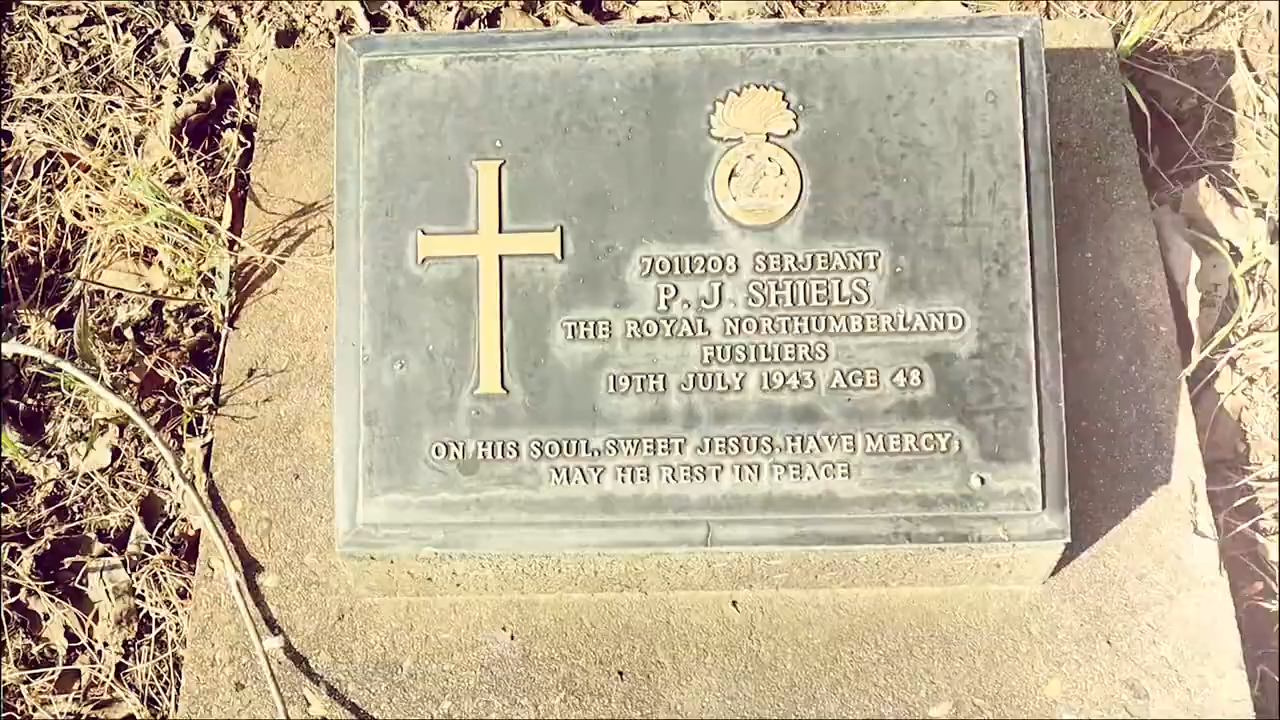 7011208 SERJEANT
P. J. SHIELS
THE ROYAL NORTHUMBERLAND
FUSILIERS
19TH JULY 1943 AGE 48
ON HIS SOUL, SWEET JESUS, HAVE MERCY;
MAY HE REST IN PEACE